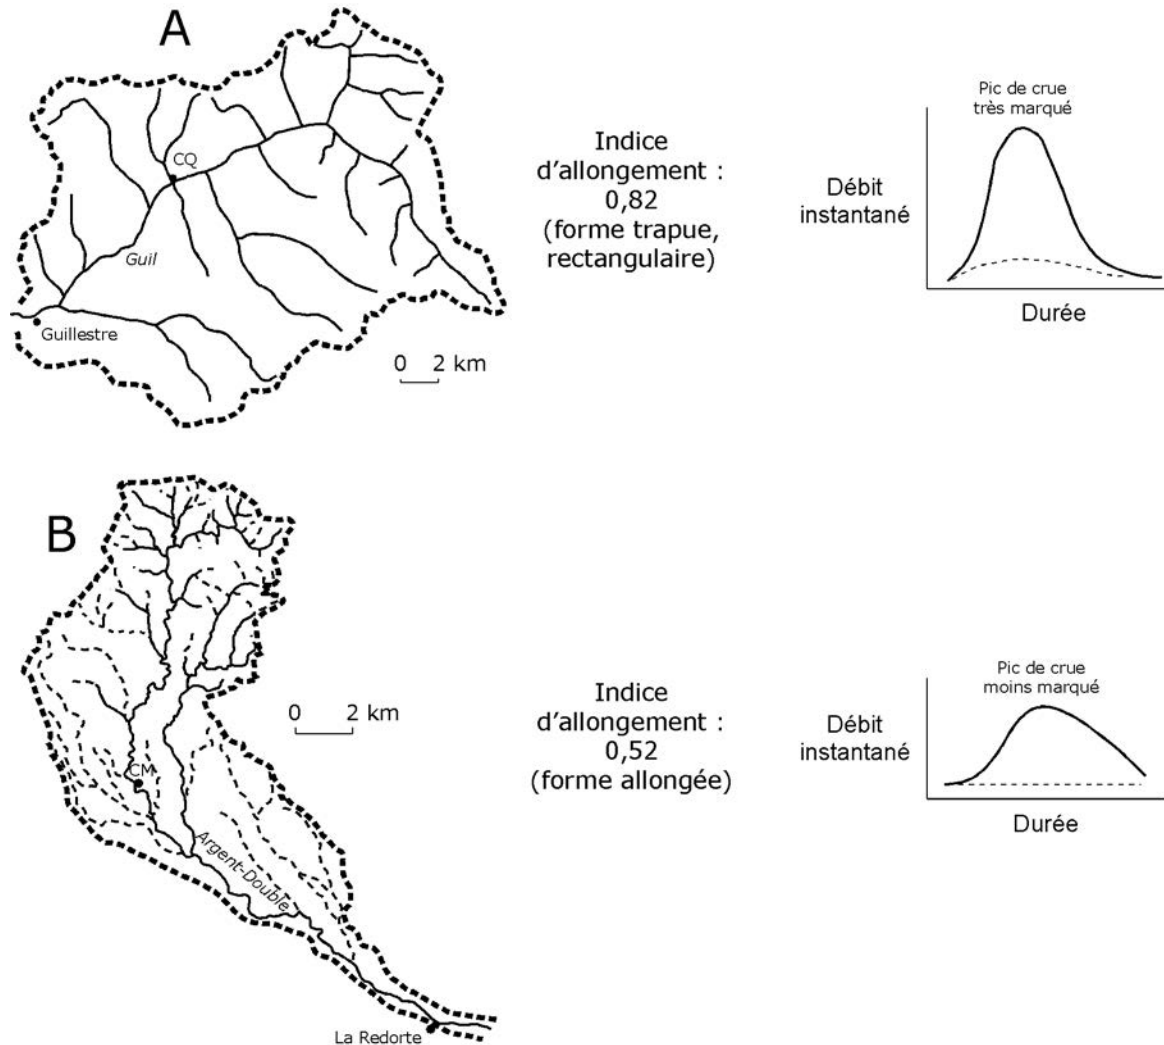 A
CQ
Guil
Guillestre
0 2 km
Indice
d'allongement :
0,82
(forme trapue,
rectangulaire)
Pic de crue
très marqué
Débit
instantané
Durée
B
0 2 km
CM
Argent-Double
La Redorte
Indice
d'allongement :
0,52
(forme allongée)
Pic de crue
moins marqué
Débit
instantané
Durée